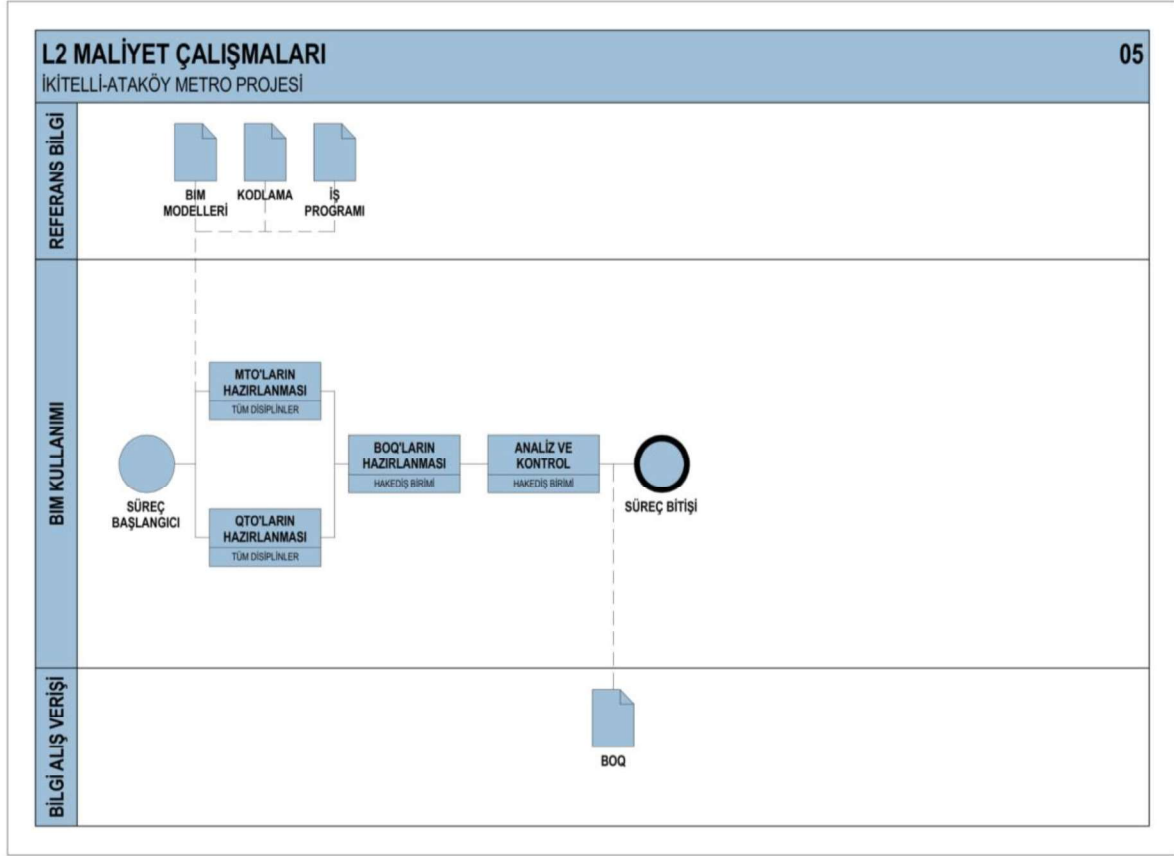 L2 MALİYET ÇALIŞMALARI
05
İKİTELLİ-ATAKÖY METRO PROJESİ
REFERANS BİLGİ
BIM
MODELLERİ
KODLAMA
İŞ
PROGRAMI
BIM KULLANIMI
SÜREÇ
BAŞLANGICI
MTO'LARIN
HAZIRLANMASI
TÜM DİSİPLİNLER
QTO'LARIN
HAZIRLANMASI
TÜM DİSİPLİNLER
BOQ'LARIN
HAZIRLANMASI
HAKEDİŞ BİRİMİ
ANALİZ VE
KONTROL
HAKEDİŞ BİRİMİ
SÜREÇ BİTİŞİ
BİLGİ ALIŞ VERİŞİ
BOQ